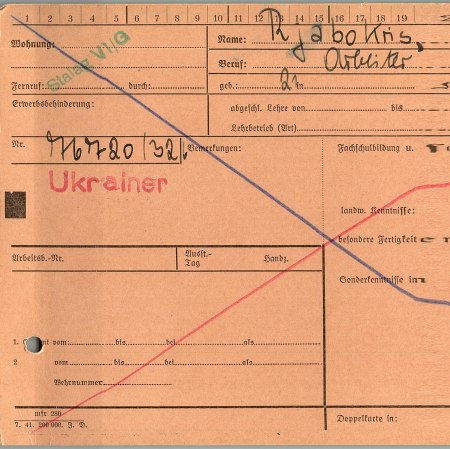 1 2 3 4 5 6 7 8 9 10 11 12 13 14 15 16 17 18 19
Wohnung:
Name: Rjabokris,
Stalag VI/G
Beruf: Arbeiter
Fernruf: durch: geb.: 21 in
Erwerbsbehinderung: abgeschl. Lehre von bis
Lehrbetrieb (Art)
Nr. 76720/326 Bemerkungen: Fachschulbildung u.
Ukrainer
landw. Kenntnisse:
besondere Fertigkeit
Arbeitsb.-Nr. Ausst.-Tag Handz.
Sonderkenntnisse in
1. vom: bis bei als
2 vom bis bei als
Wehrnummer
mfr 280
7. 41. 200 000. J. B.
Doppelkarte in: